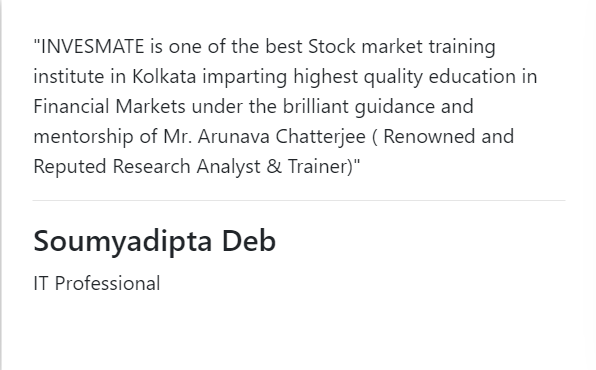 "INVESMATE is one of the best Stock market training
institute in Kolkata imparting highest quality education in
Financial Markets under the brilliant guidance and
mentorship of Mr. Arunava Chatterjee ( Renowned and
Reputed Research Analyst & Trainer)"
Soumyadipta Deb
IT Professional